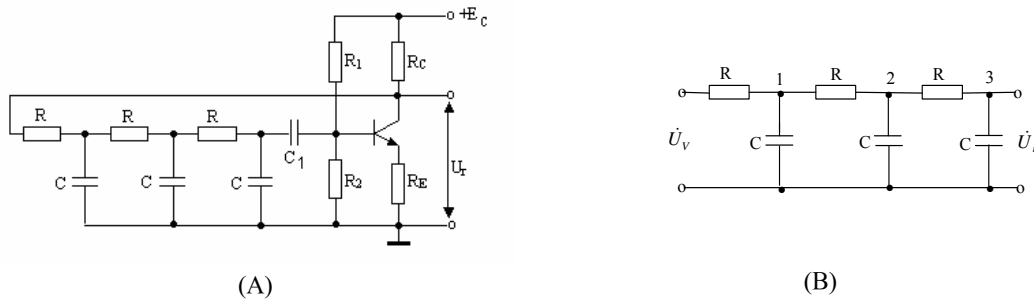 +E_C
R_1
R_C
R R R
C_1
C C C
R_2
R_E
U_r
(A)
R 1 R 2 R 3
U̇_V
C C C
(B)